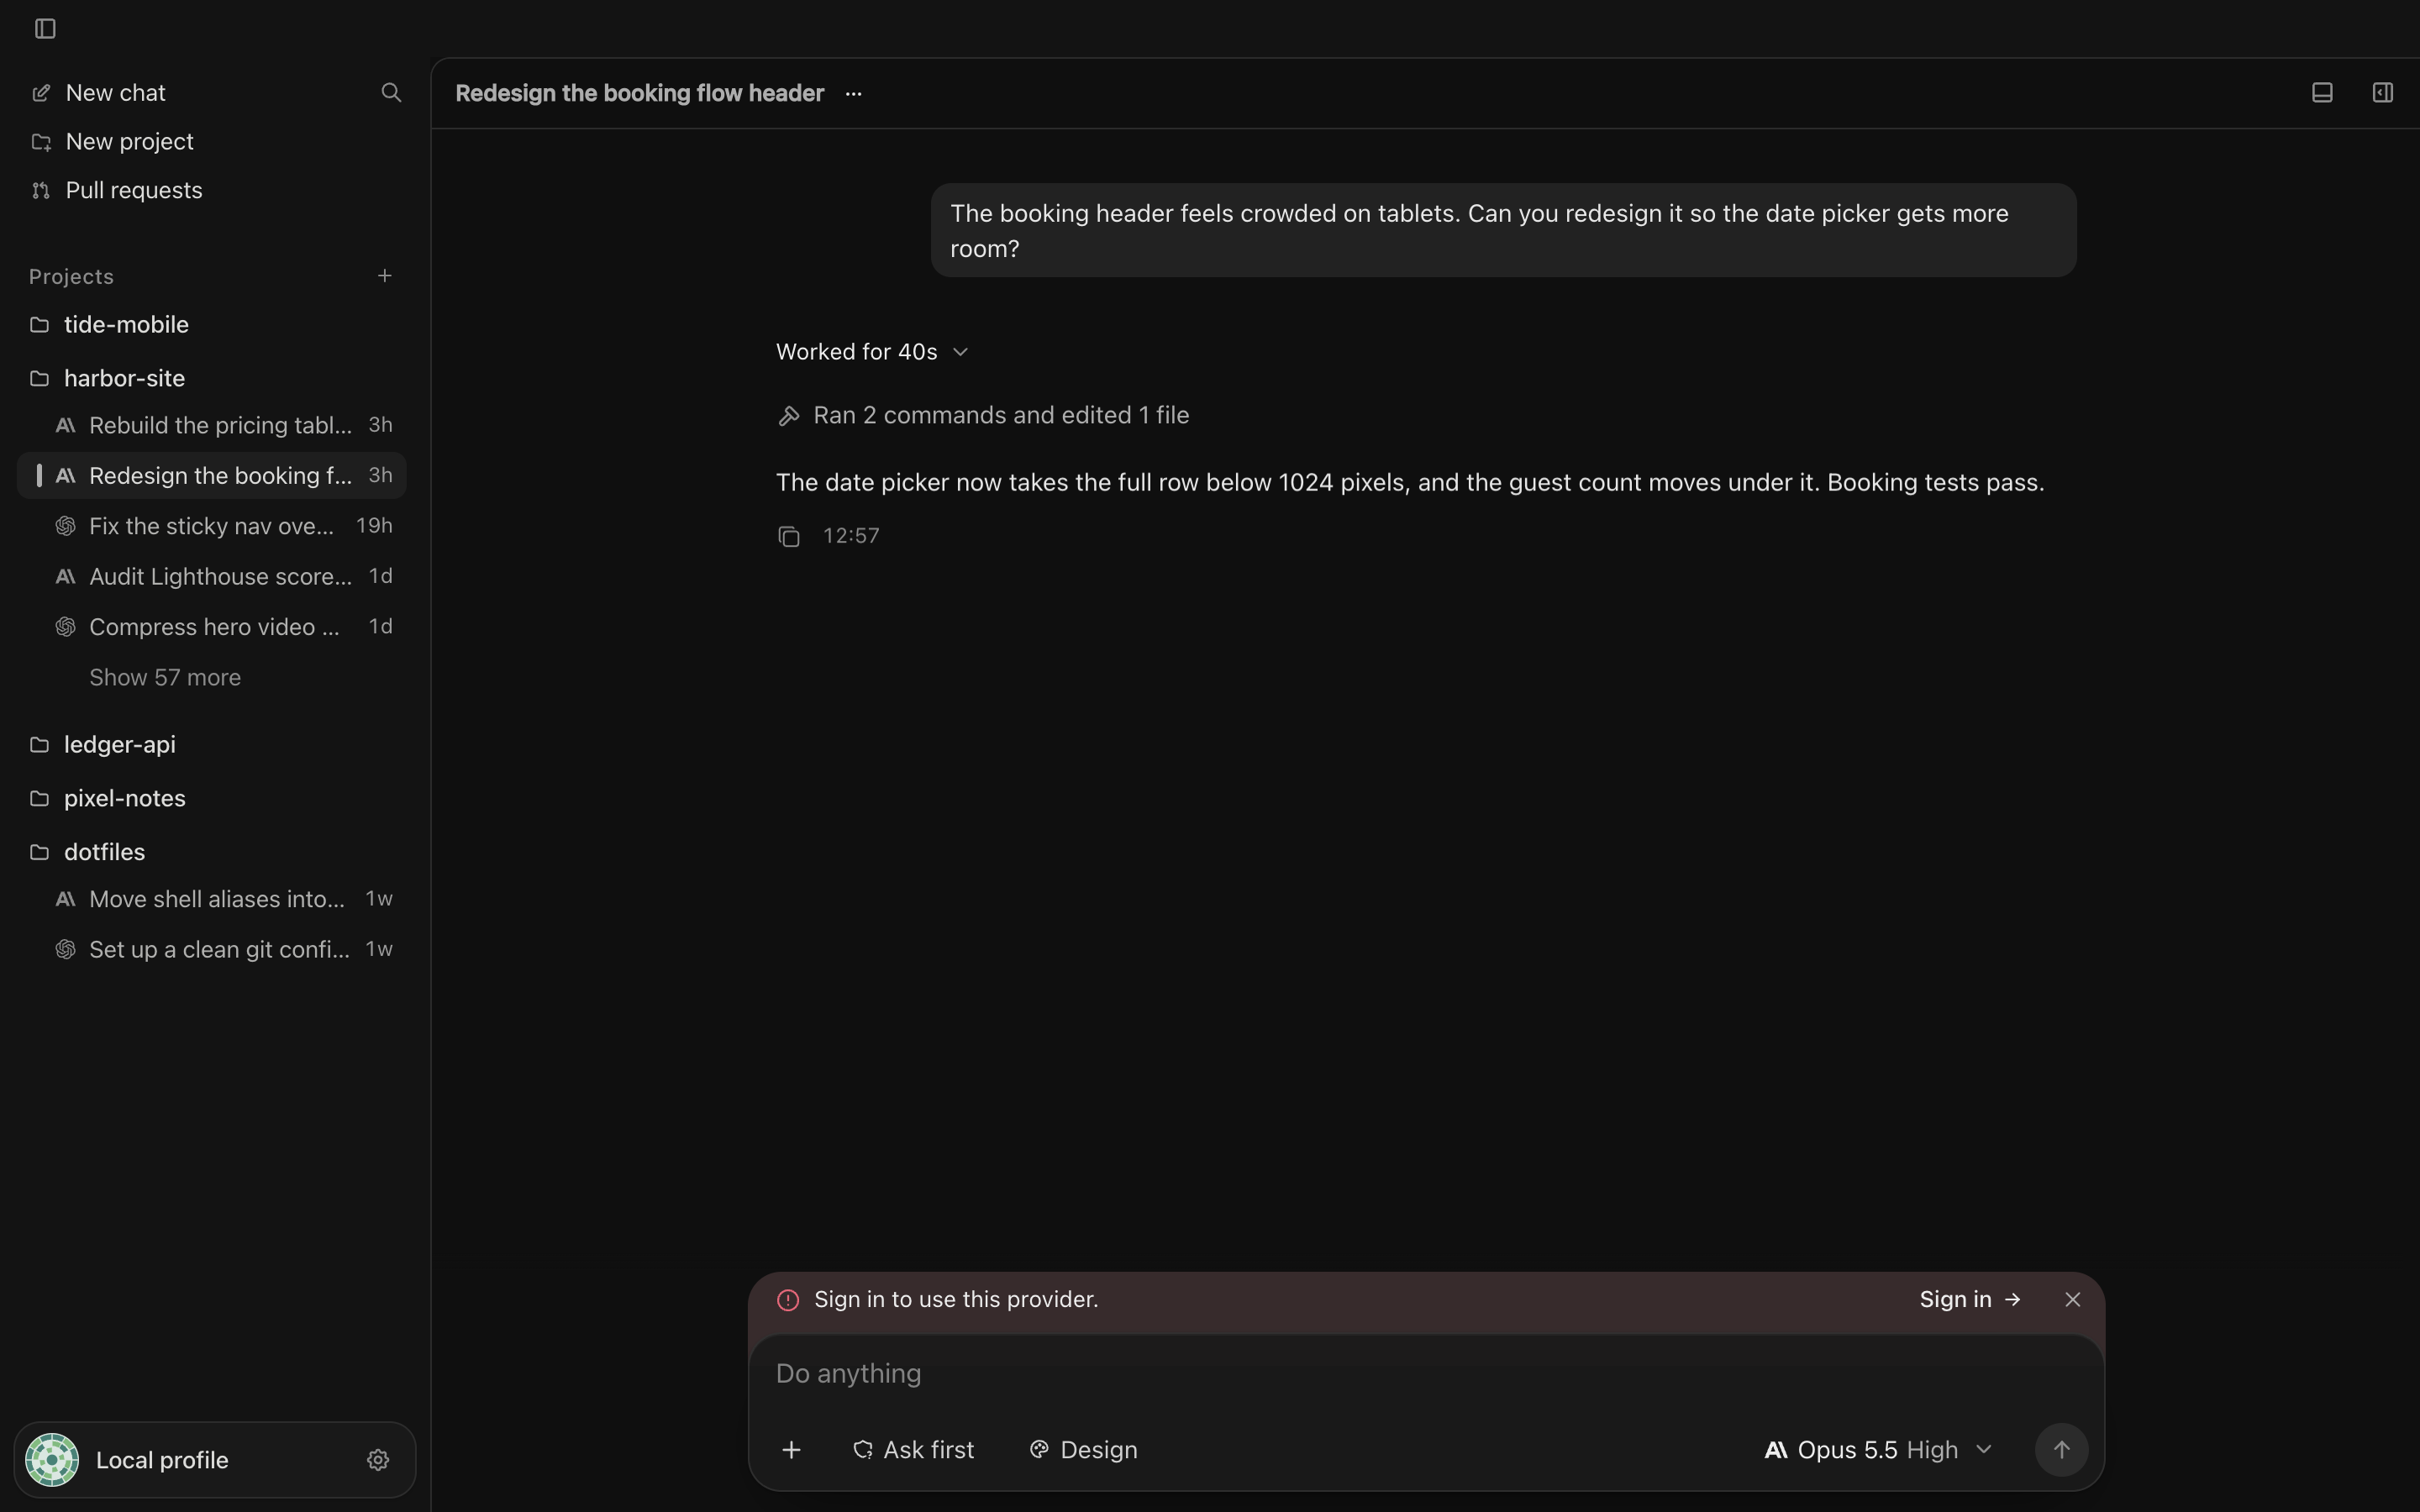 New chat
New project
Pull requests
Projects
tide-mobile
harbor-site
Rebuild the pricing tabl... 3h
Redesign the booking f... 3h
Fix the sticky nav ove... 19h
Audit Lighthouse score... 1d
Compress hero video ... 1d
Show 57 more
ledger-api
pixel-notes
dotfiles
Move shell aliases into... 1w
Set up a clean git confi... 1w
Local profile
Redesign the booking flow header
The booking header feels crowded on tablets. Can you redesign it so the date picker gets more
room?
Worked for 40s
Ran 2 commands and edited 1 file
The date picker now takes the full row below 1024 pixels, and the guest count moves under it. Booking tests pass.
12:57
Sign in to use this provider. Sign in →
Do anything
Ask first Design Opus 5.5 High